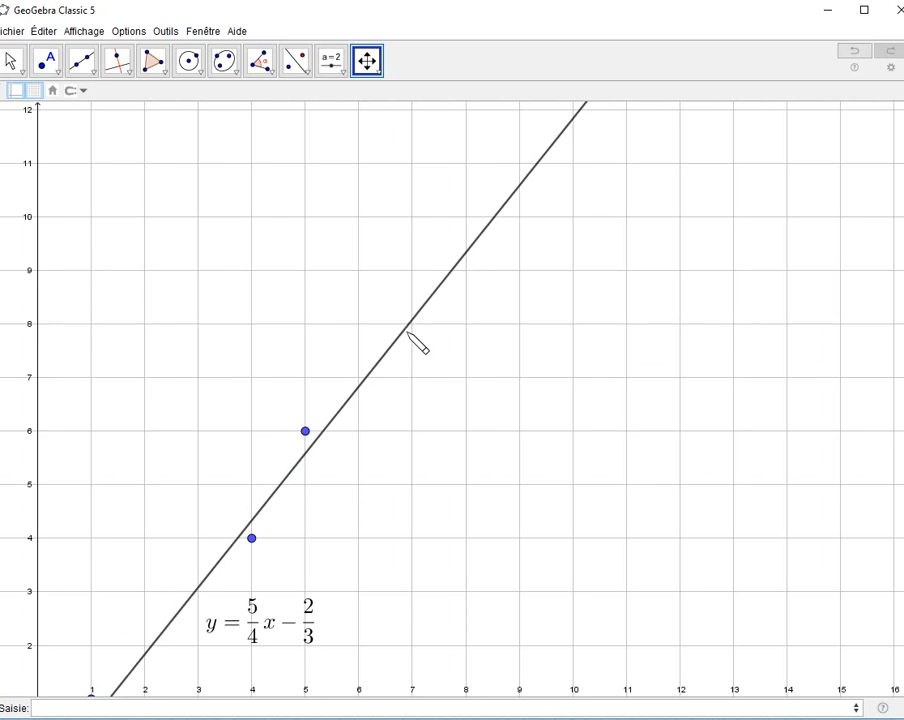 GeoGebra Classic 5
ichier Éditer Affichage Options Outils Fenêtre Aide
A
α
a=2
12
11
10
9
8
7
6
5
4
3
2
y = 5/4 x − 2/3
1 2 3 4 5 6 7 8 9 10 11 12 13 14 15 16
Saisie: